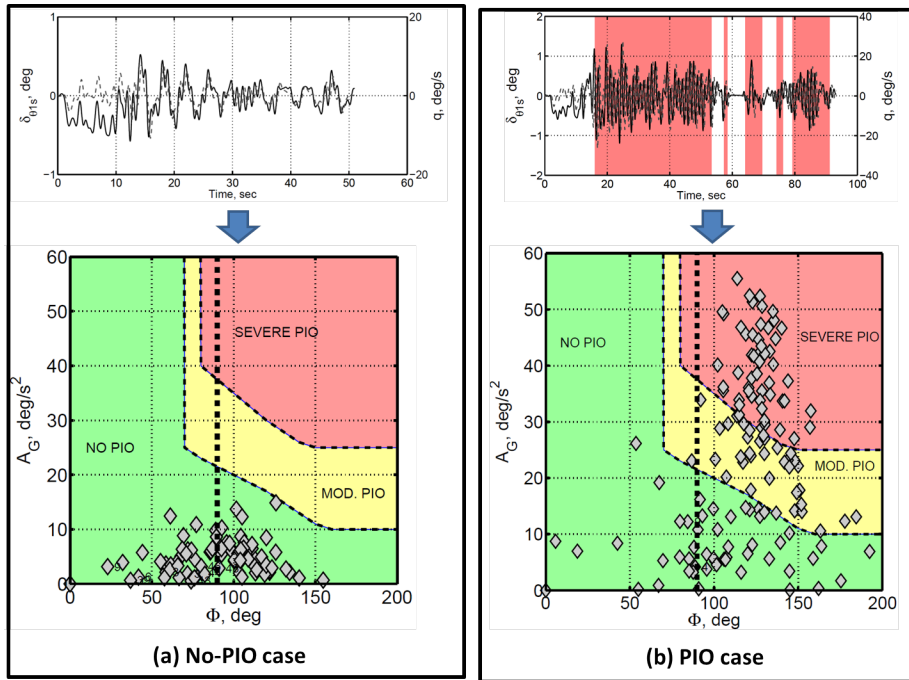 1
20
δθ1s, deg
0
0
q, deg/s
-1
20
0
10
20
30
40
50
60
Time, sec
60
50
40
30
20
10
0
AG, deg/s²
NO PIO
SEVERE PIO
MOD. PIO
0
50
100
150
200
Φ, deg
(a) No-PIO case
2
1
0
-1
-2
δθ1s, deg
40
20
0
-20
-40
q, deg/s
0
20
40
60
80
100
Time, sec
60
50
40
30
20
10
0
AG, deg/s²
NO PIO
SEVERE PIO
MOD. PIO
0
50
100
150
200
Φ, deg
(b) PIO case